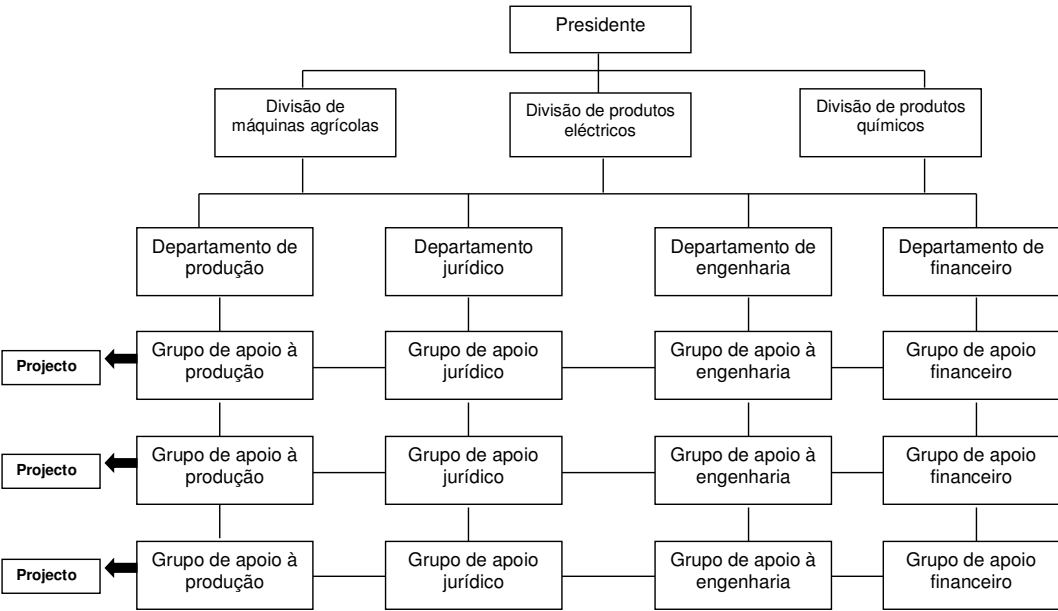 Presidente
Divisão de
máquinas agrícolas
Divisão de produtos
eléctricos
Divisão de produtos
químicos
Departamento de
produção
Departamento
jurídico
Departamento de
engenharia
Departamento de
financeiro
Projecto
Grupo de apoio à
produção
Grupo de apoio
jurídico
Grupo de apoio à
engenharia
Grupo de apoio
financeiro
Projecto
Grupo de apoio à
produção
Grupo de apoio
jurídico
Grupo de apoio à
engenharia
Grupo de apoio
financeiro
Projecto
Grupo de apoio à
produção
Grupo de apoio
jurídico
Grupo de apoio à
engenharia
Grupo de apoio
financeiro